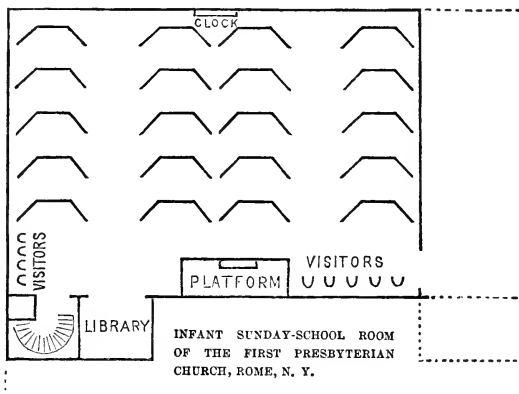 CLOCK
VISITORS
VISITORS
PLATFORM
LIBRARY
INFANT SUNDAY-SCHOOL ROOM
OF THE FIRST PRESBYTERIAN
CHURCH, ROME, N. Y.